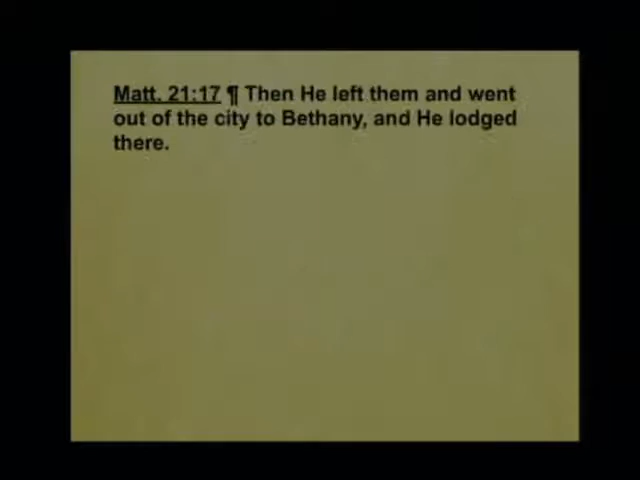 Matt. 21:17 ¶ Then He left them and went
out of the city to Bethany, and He lodged
there.